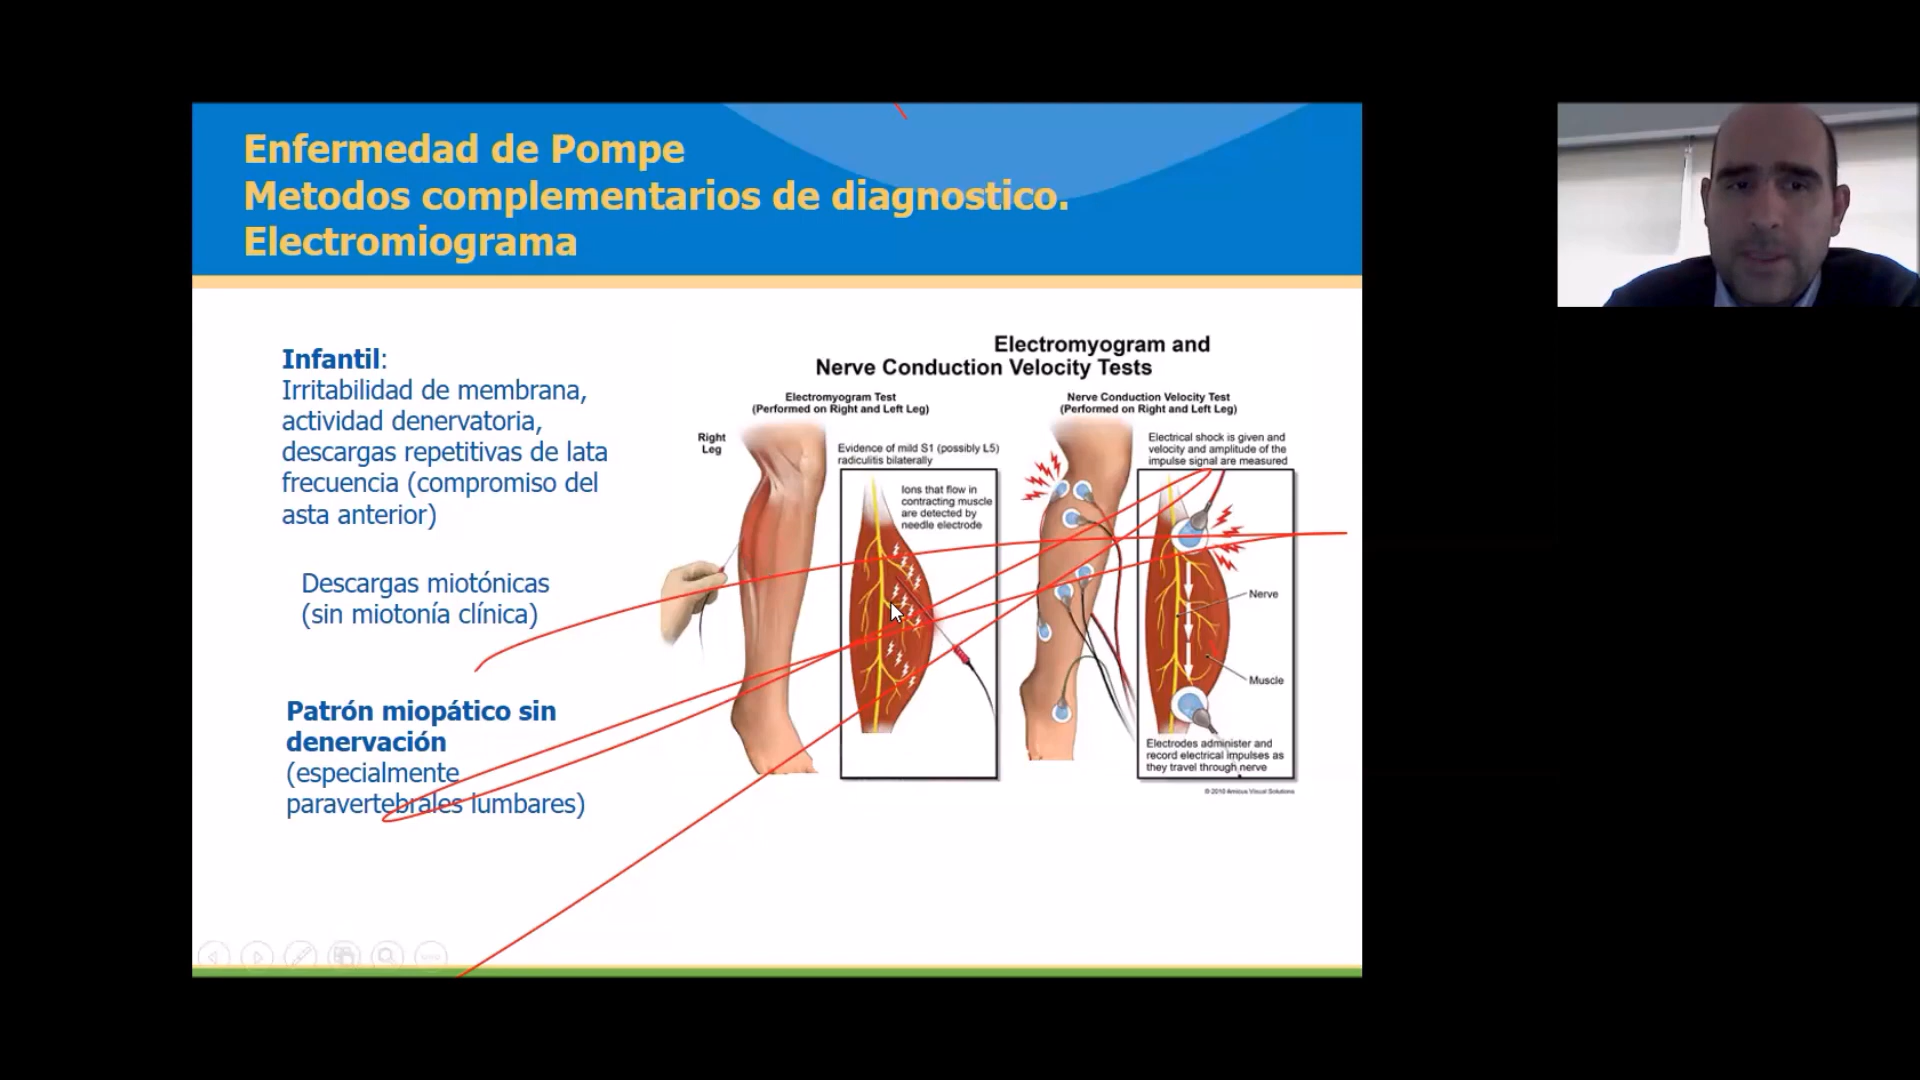 Enfermedad de Pompe
Metodos complementarios de diagnostico.
Electromiograma
Infantil:
Irritabilidad de membrana,
actividad denervatoria,
descargas repetitivas de lata
frecuencia (compromiso del
asta anterior)
Descargas miotónicas
(sin miotonía clínica)
Patrón miopático sin
denervación
(especialmente
paravertebrales lumbares)
Electromyogram and
Nerve Conduction Velocity Tests
Electromyogram Test
(Performed on Right and Left Leg)
Right
Leg
Evidence of mild S1 (possibly L5)
radiculitis bilaterally
Ions that flow in
contracting muscle
are detected by
needle electrode
Nerve Conduction Velocity Test
(Performed on Right and Left Leg)
Electrical shock is given and
velocity and amplitude of the
impulse signal are measured
Nerve
Muscle
Electrodes administer and
record electrical impulses as
they travel through nerve
© 2010 Amicus Visual Solutions